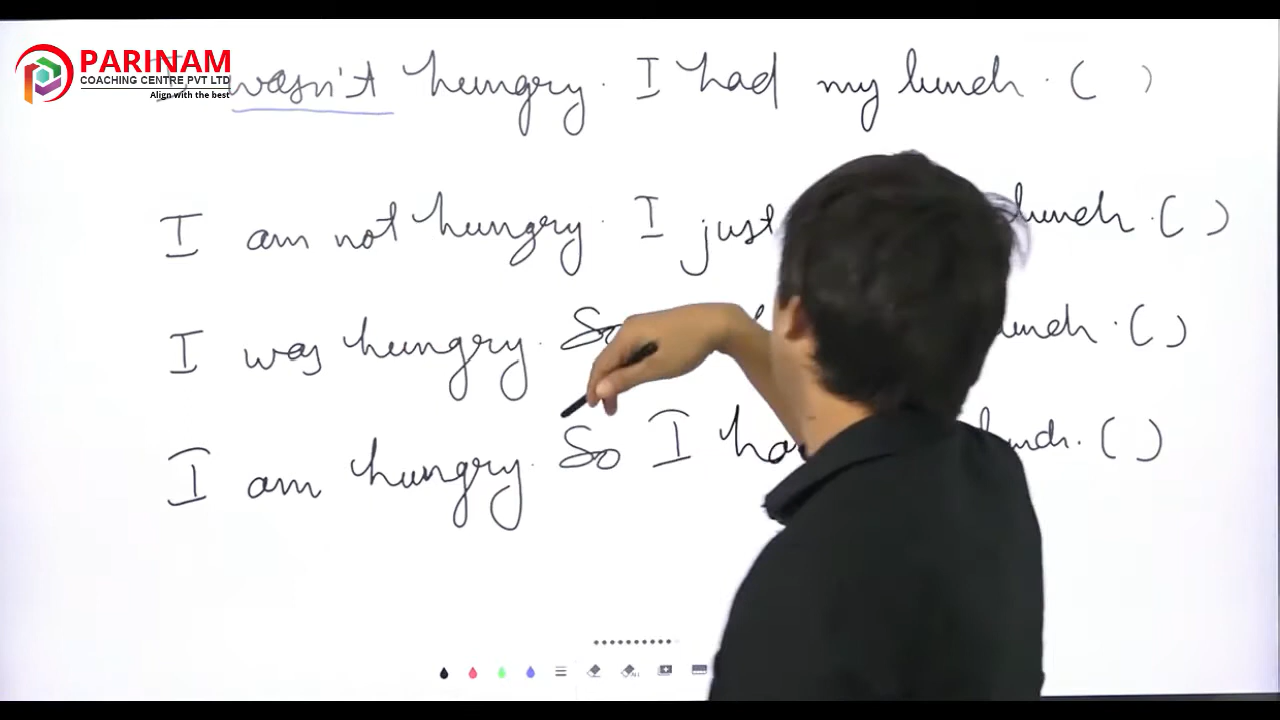 PARINAM
COACHING CENTRE PVT LTD
Align with the best
wasn't hungry. I had my lunch. ( )
I am not hungry. I just lunch. ( )
I was hungry. So lunch. ( )
I am hungry. So I lunch. ( )